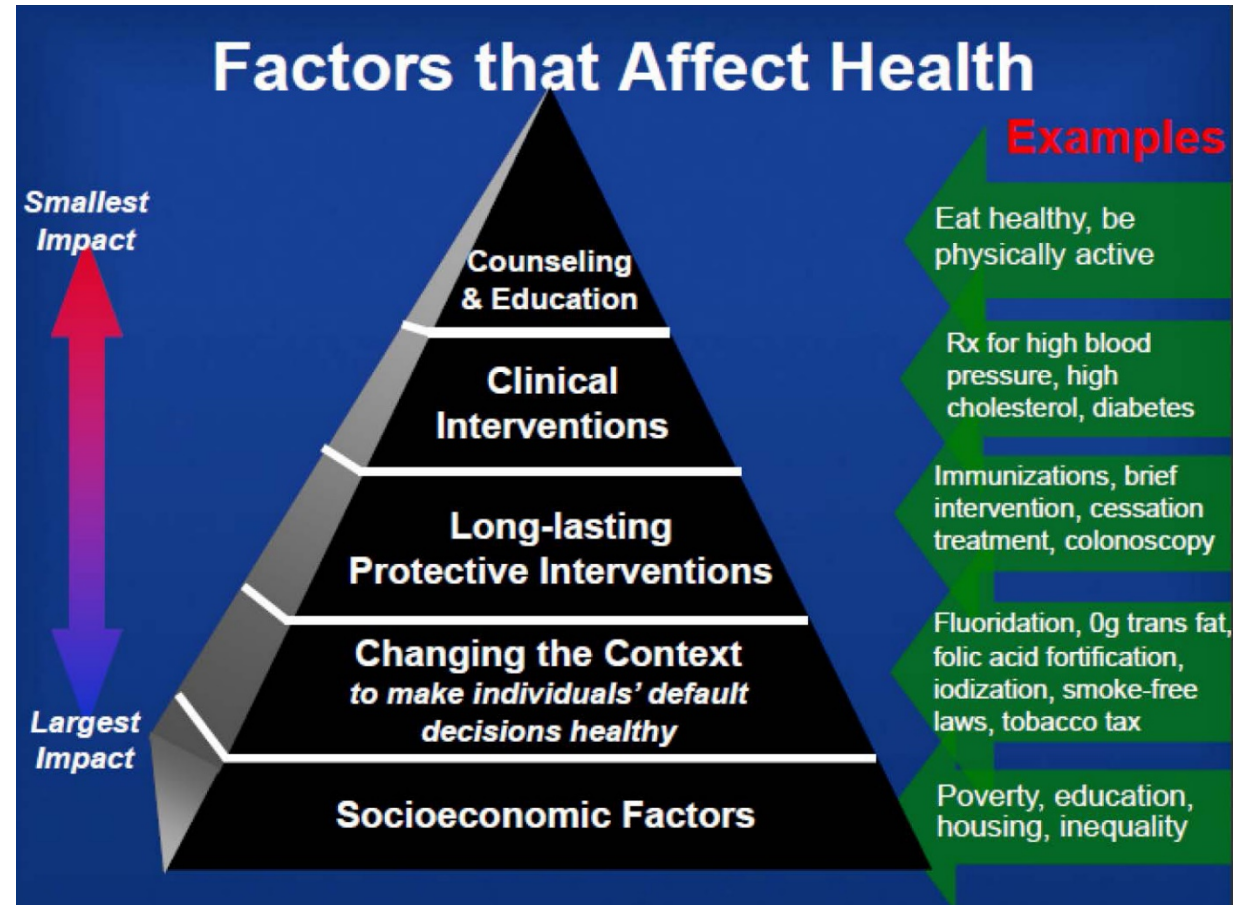 Factors that Affect Health
Examples
Smallest
Impact
Largest
Impact
Counseling
& Education
Eat healthy, be
physically active
Clinical
Interventions
Rx for high blood
pressure, high
cholesterol, diabetes
Long-lasting
Protective Interventions
Immunizations, brief
intervention, cessation
treatment, colonoscopy
Changing the Context
to make individuals’ default
decisions healthy
Fluoridation, 0g trans fat,
folic acid fortification,
iodization, smoke-free
laws, tobacco tax
Socioeconomic Factors
Poverty, education,
housing, inequality